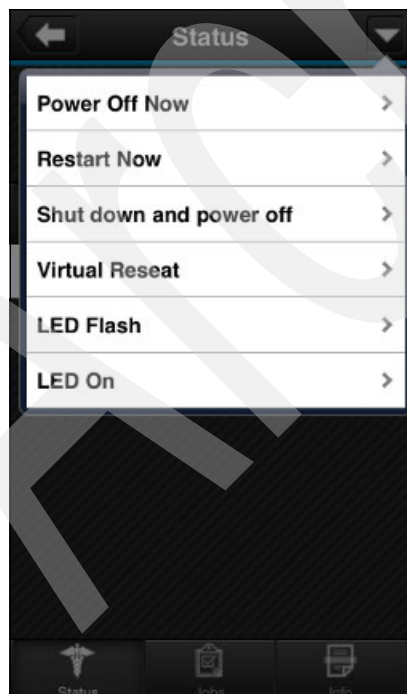 Status
Power Off Now
Restart Now
Shut down and power off
Virtual Reseat
LED Flash
LED On
Status
Jobs
Info